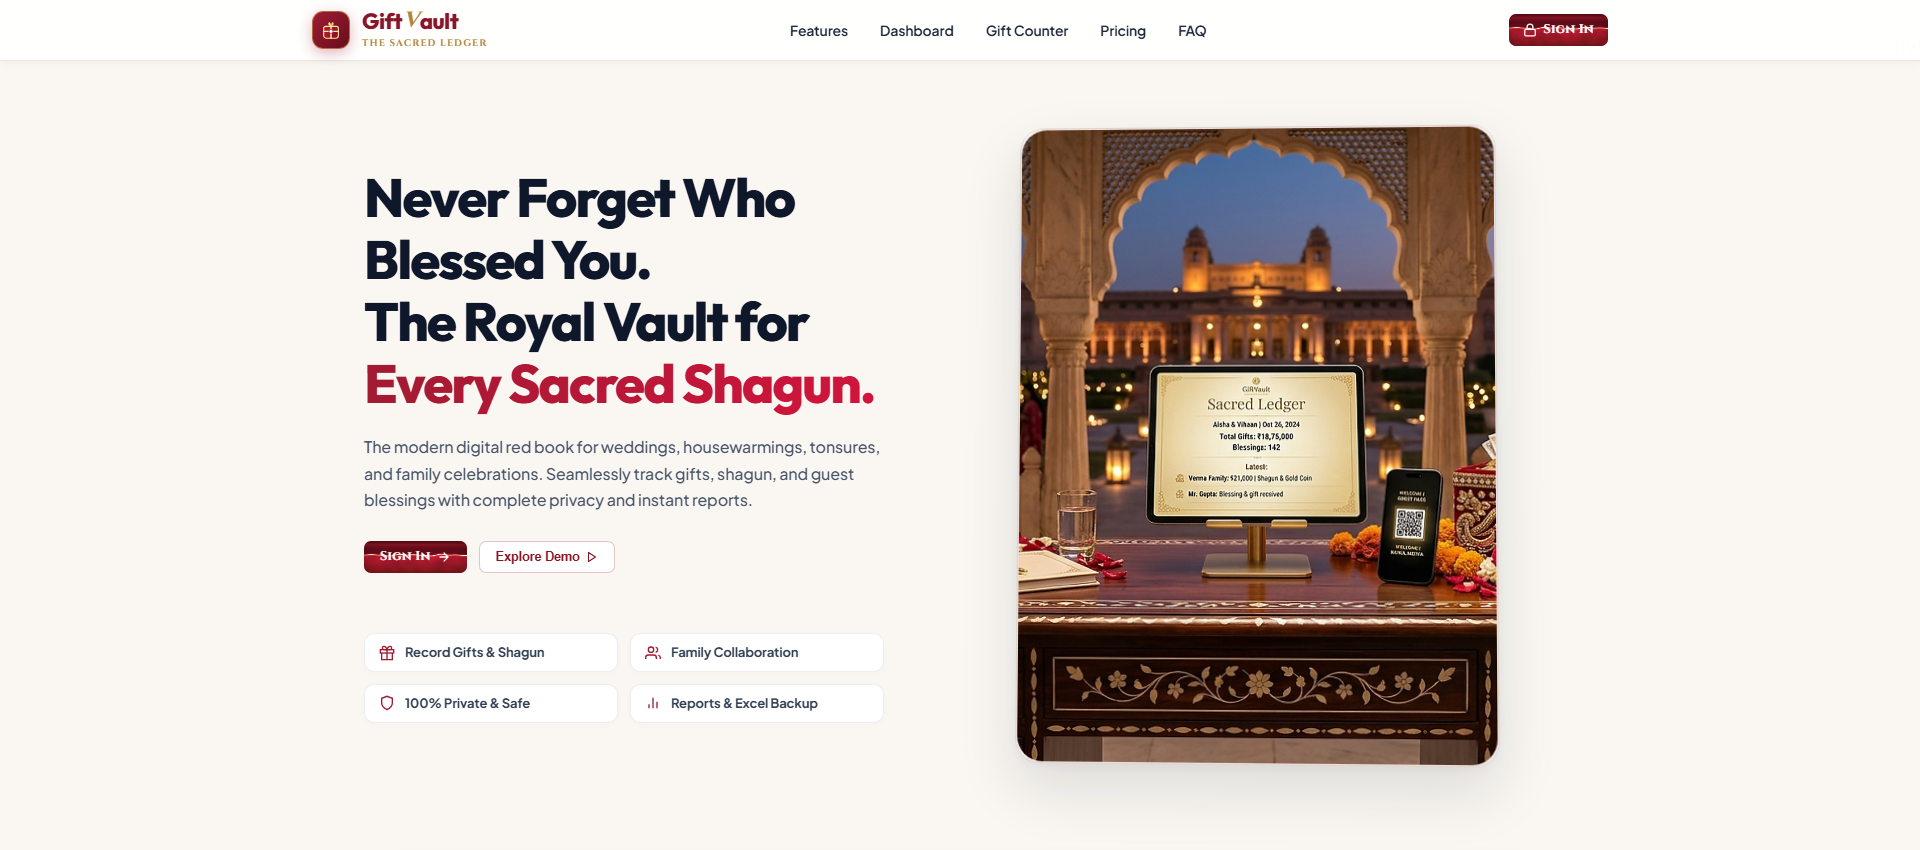 Gift Vault
THE SACRED LEDGER
Features
Dashboard
Gift Counter
Pricing
FAQ
SIGN IN
Never Forget Who
Blessed You.
The Royal Vault for
Every Sacred Shagun.
The modern digital red book for weddings, housewarmings, tonsures,
and family celebrations. Seamlessly track gifts, shagun, and guest
blessings with complete privacy and instant reports.
SIGN IN
Explore Demo
Record Gifts & Shagun
Family Collaboration
100% Private & Safe
Reports & Excel Backup
GiftVault
Sacred Ledger
Aisha & Vihaan | Oct 26, 2024
Total Gifts: ₹18,75,000
Blessings: 142
Latest:
Verma Family: ₹21,000 | Shagun & Gold Coin
Mr. Gupta: Blessing & gift received